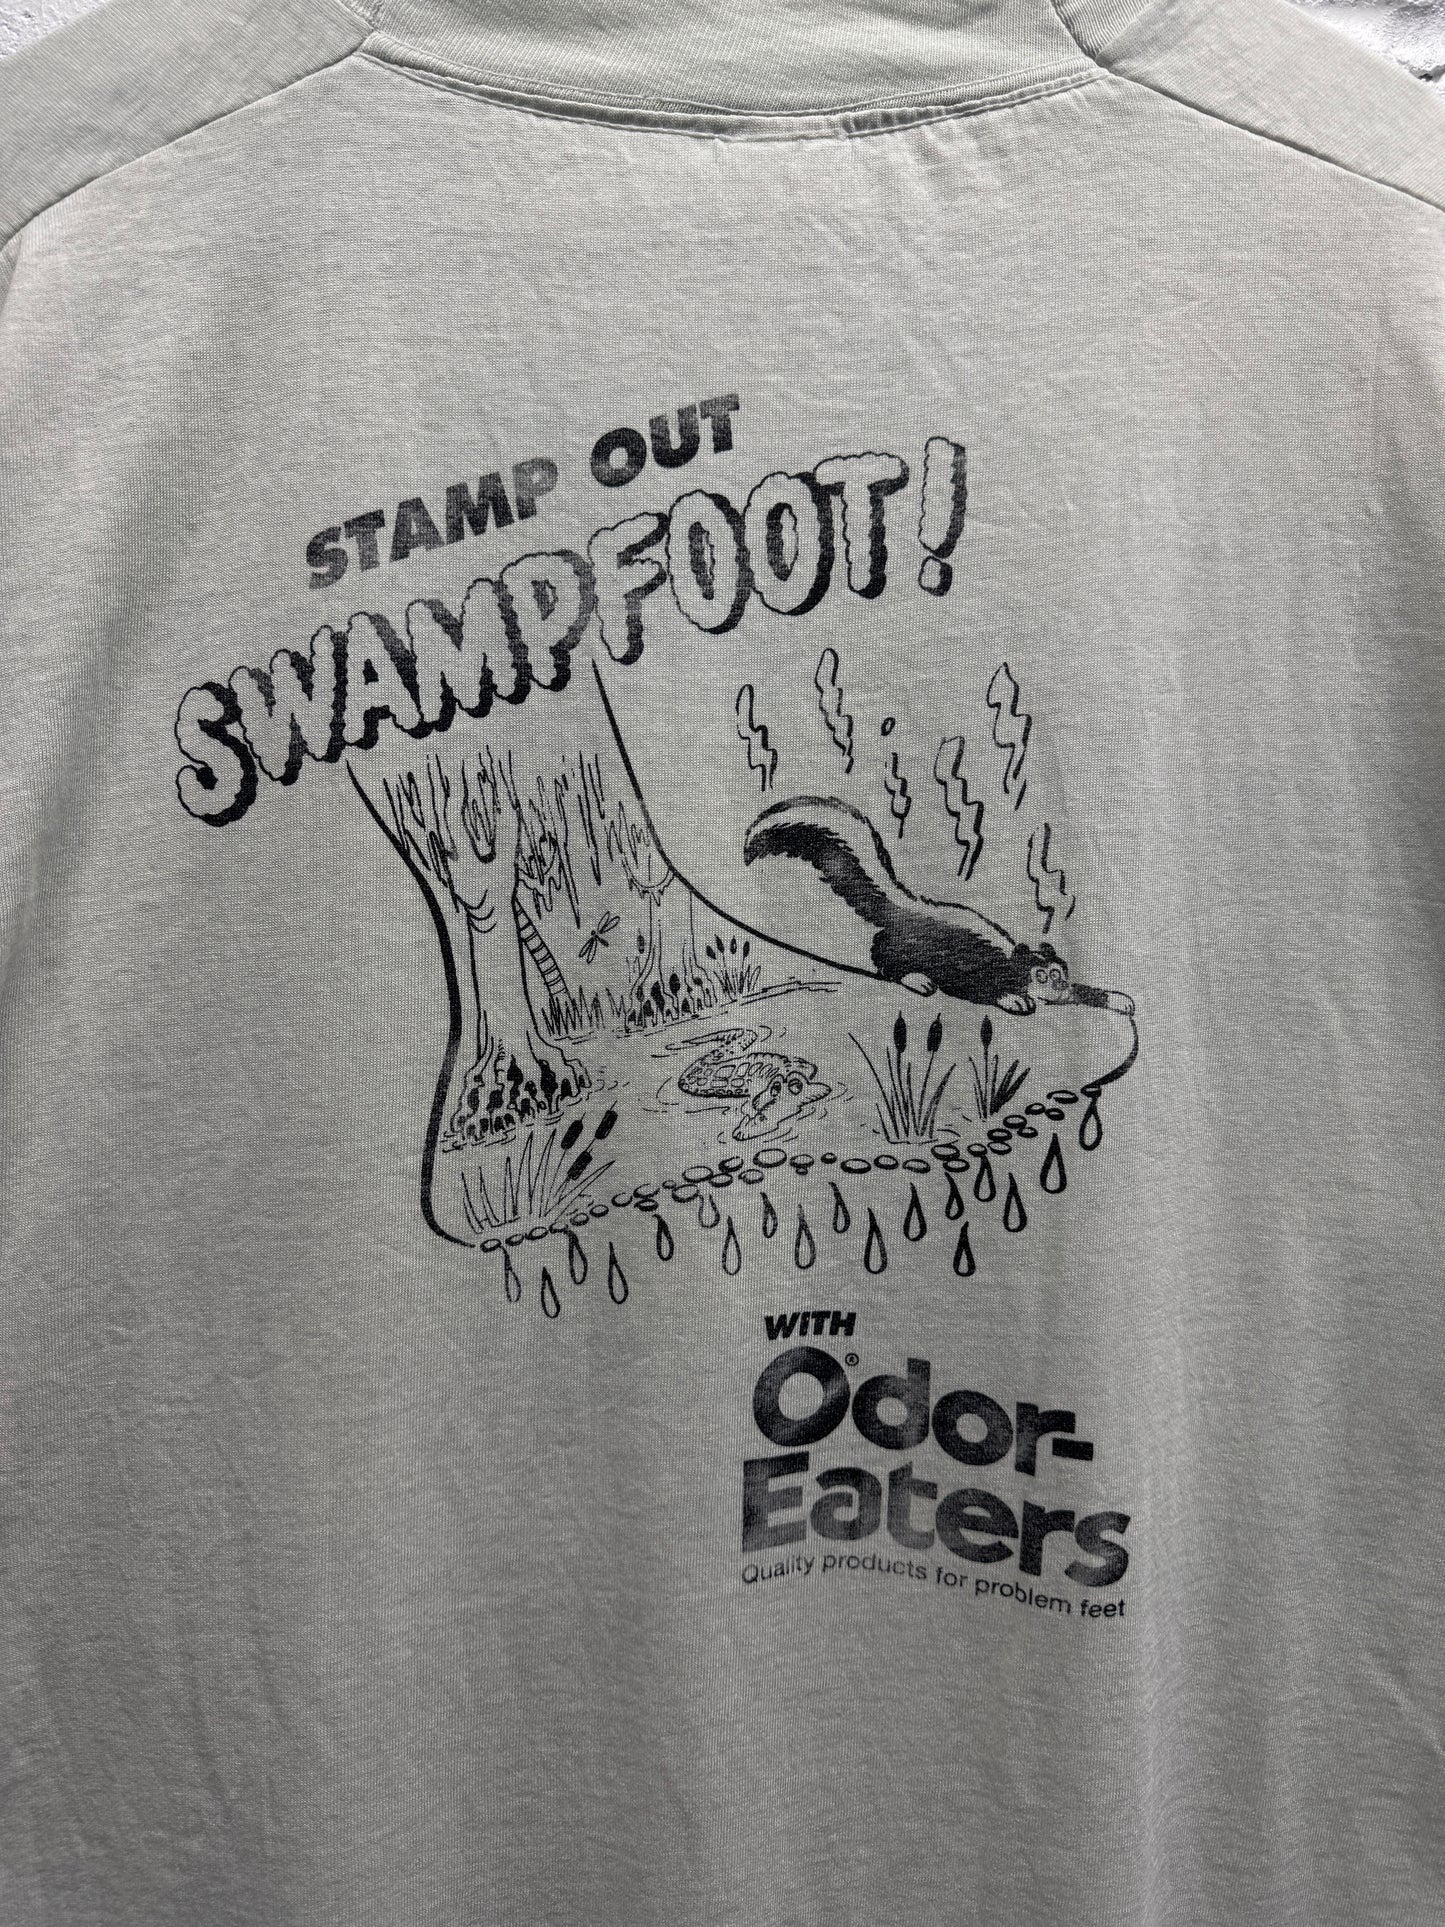 STAMP OUT
SWAMPFOOT!
WITH
Odor-®
Eaters
Quality products for problem feet